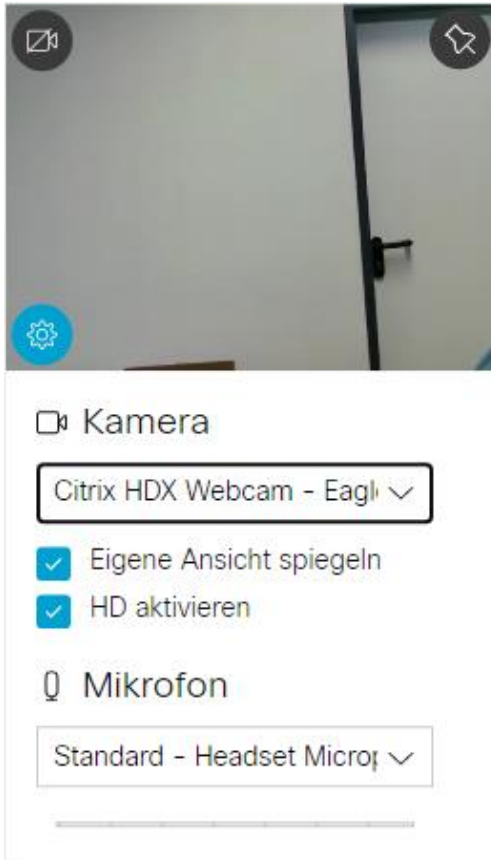 Kamera
Citrix HDX Webcam - Eagl
Eigene Ansicht spiegeln
HD aktivieren
Mikrofon
Standard - Headset Microp